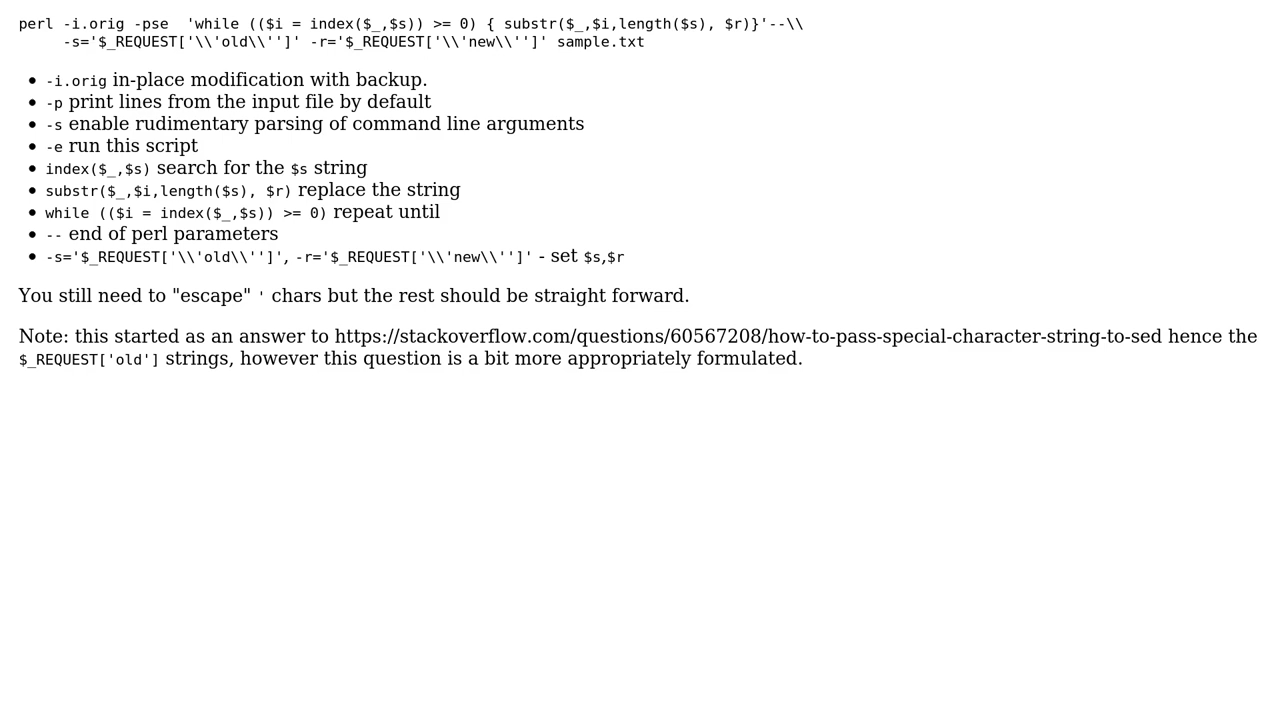 perl -i.orig -pse  'while (($i = index($_,$s)) >= 0) { substr($_,$i,length($s), $r)}'--\\
     -s='$_REQUEST['\\'old\\'']' -r='$_REQUEST['\\'new\\'']' sample.txt
• -i.orig in-place modification with backup.
• -p print lines from the input file by default
• -s enable rudimentary parsing of command line arguments
• -e run this script
• index($_,$s) search for the $s string
• substr($_,$i,length($s), $r) replace the string
• while (($i = index($_,$s)) >= 0) repeat until
• -- end of perl parameters
• -s='$_REQUEST['\\'old\\'']', -r='$_REQUEST['\\'new\\'']' - set $s,$r
You still need to "escape" ' chars but the rest should be straight forward.
Note: this started as an answer to https://stackoverflow.com/questions/60567208/how-to-pass-special-character-string-to-sed hence the
$_REQUEST['old'] strings, however this question is a bit more appropriately formulated.